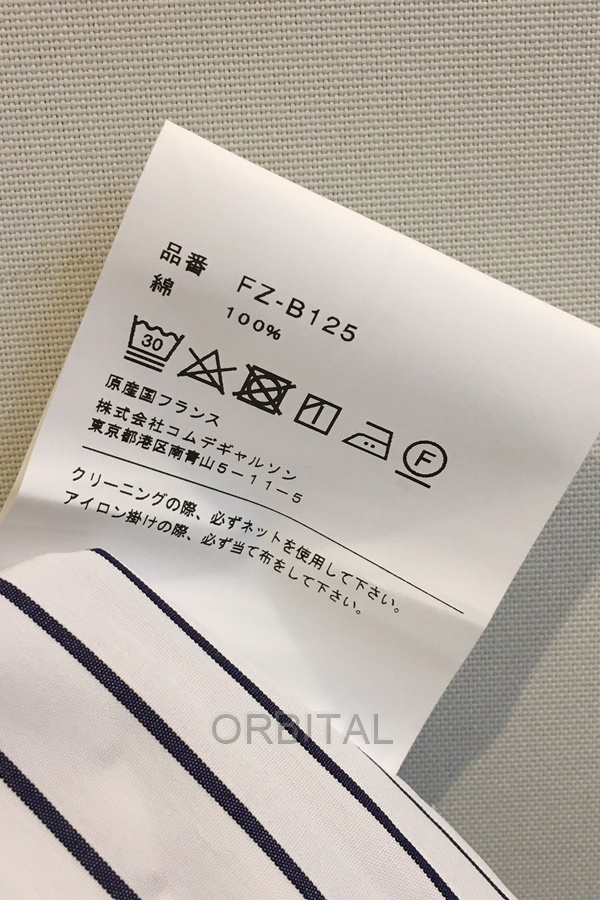 品番 FZ-B125
綿 100%
30 F
原産国フランス
株式会社コムデギャルソン
東京都港区南青山5-11-5
クリーニングの際、必ずネットを使用して下さい。
アイロン掛けの際、必ず当て布をして下さい。
ORBITAL